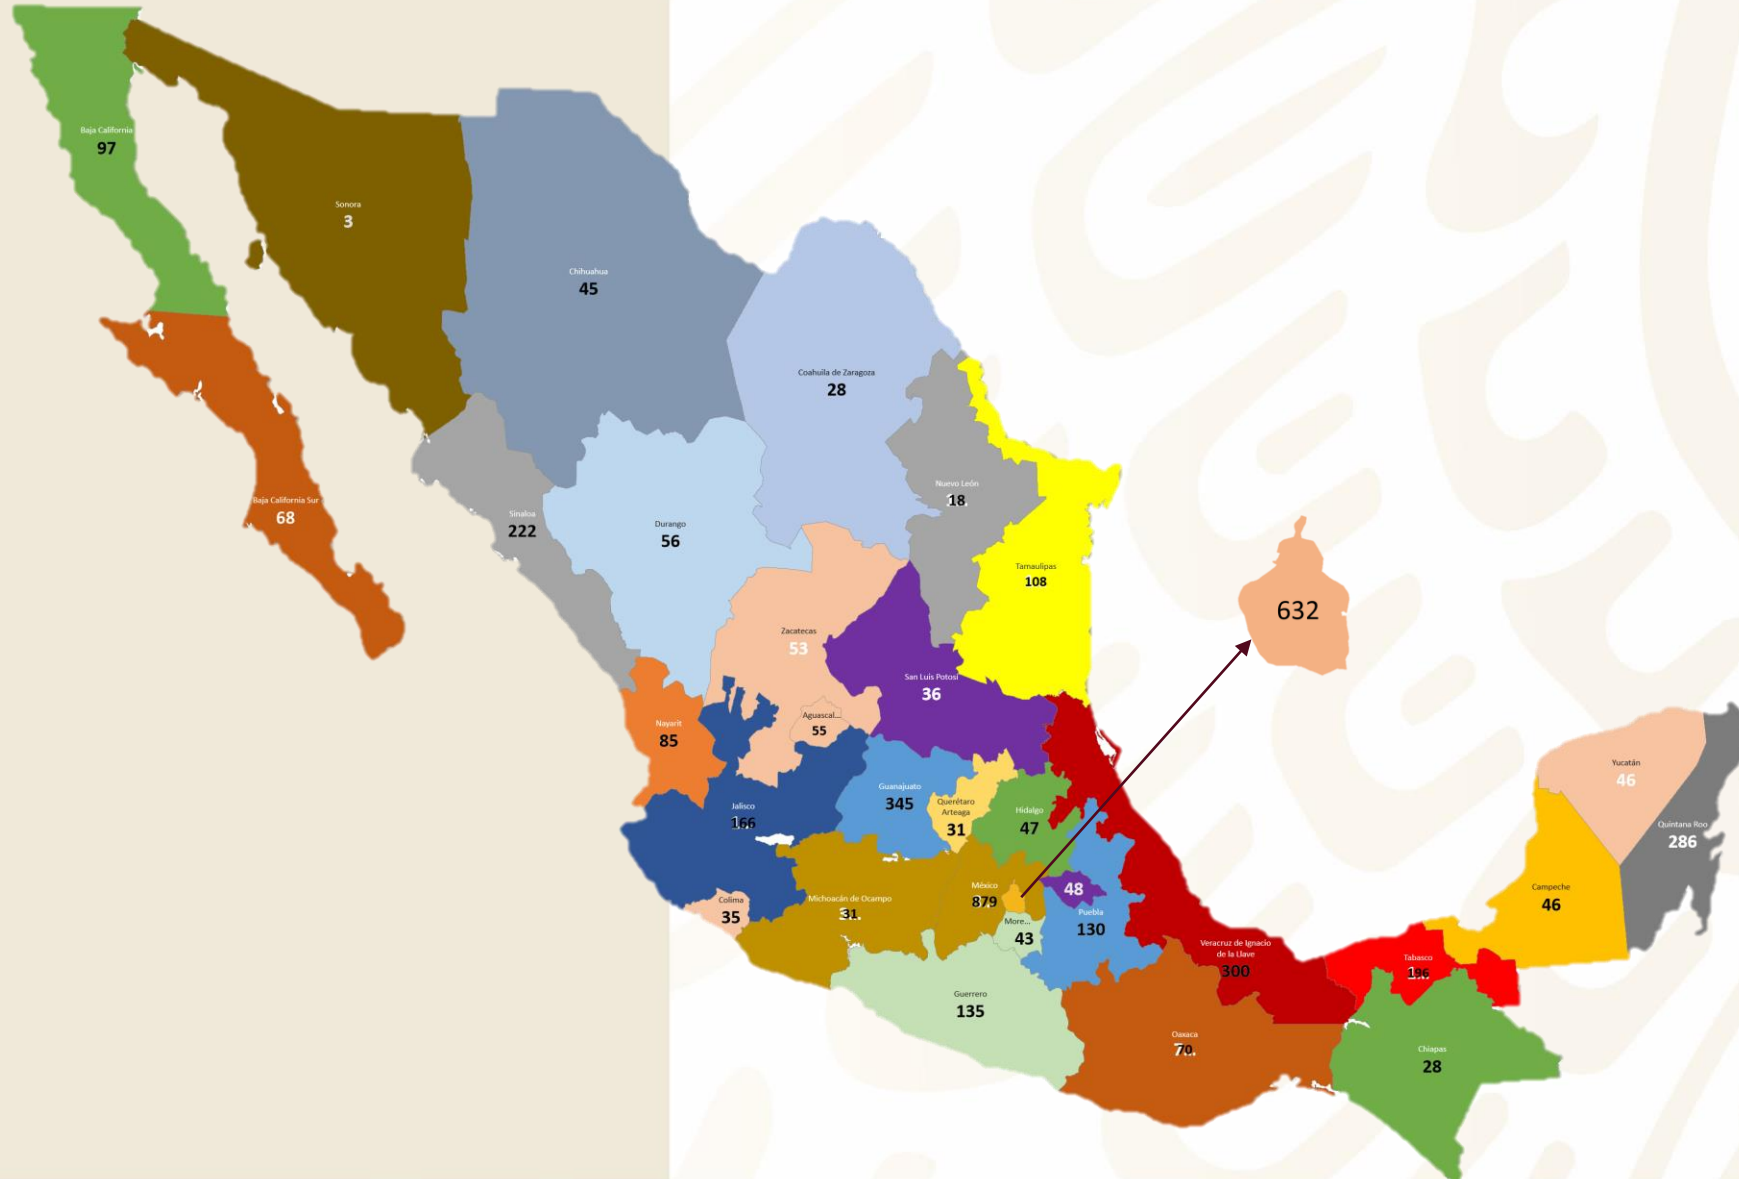 Baja California
97
Sonora
3
Chihuahua
45
Coahuila de Zaragoza
28
Nuevo León
18
Baja California Sur
68
Sinaloa
222
Durango
56
Tamaulipas
108
632
Zacatecas
53
San Luis Potosí
36
Aguascal...
55
Nayarit
85
Yucatán
46
Guanajuato
345
Querétaro
Arteaga
31
Hidalgo
47
Jalisco
166
Quintana Roo
286
México
879
48
Michoacán de Ocampo
31
Colima
35
Campeche
46
Puebla
130
More...
43
Veracruz de Ignacio
de la Llave
300
Tabasco
196
Guerrero
135
Oaxaca
70
Chiapas
28